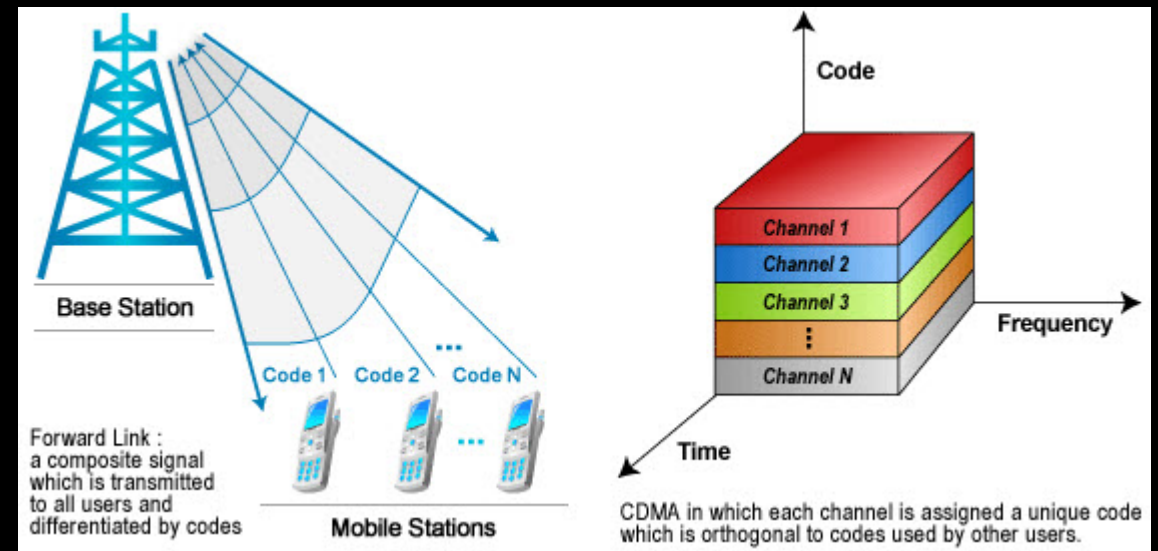 Base Station
Code 1
Code 2
Code N
...
...
Forward Link :
a composite signal
which is transmitted
to all users and
differentiated by codes
Mobile Stations
Code
Channel 1
Channel 2
Channel 3
⋮
Channel N
Frequency
Time
CDMA in which each channel is assigned a unique code
which is orthogonal to codes used by other users.